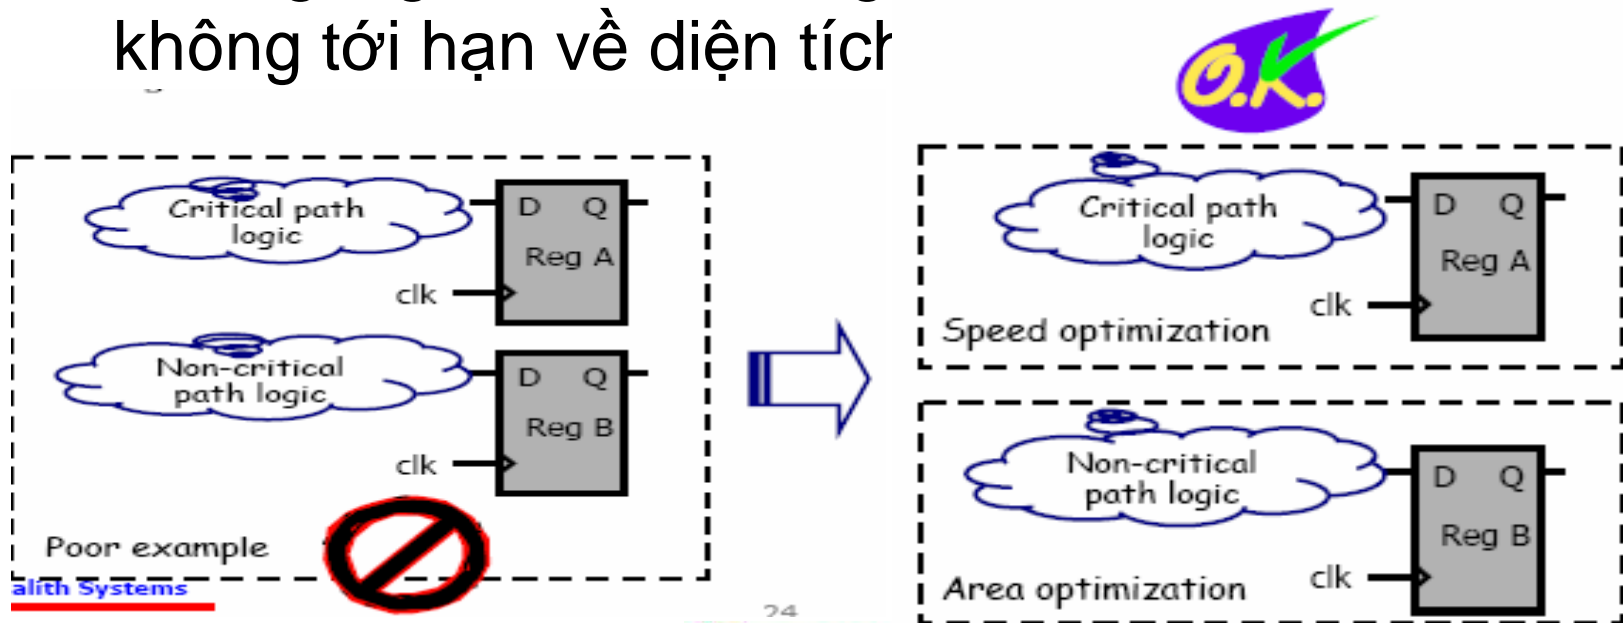 không tới hạn về diện tích
O.K.
Critical path
logic
D Q
Reg A
clk
Non-critical
path logic
D Q
Reg B
clk
Poor example
alith Systems
24
Critical path
logic
D Q
Reg A
clk
Speed optimization
Non-critical
path logic
D Q
Reg B
clk
Area optimization